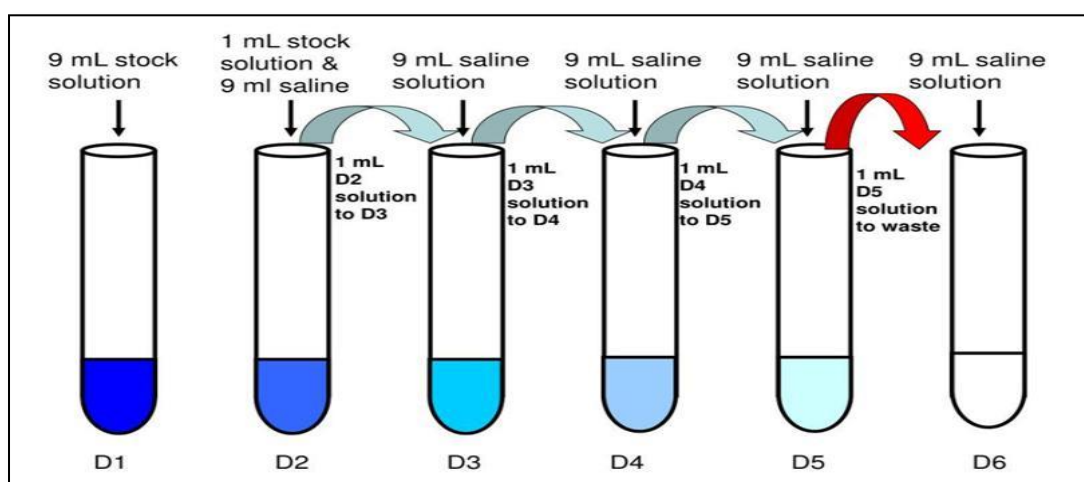 9 mL stock
solution
1 mL stock
solution &
9 ml saline
9 mL saline
solution
9 mL saline
solution
9 mL saline
solution
9 mL saline
solution
1 mL
D2
solution
to D3
1 mL
D3
solution
to D4
1 mL
D4
solution
to D5
1 mL
D5
solution
to waste
D1
D2
D3
D4
D5
D6